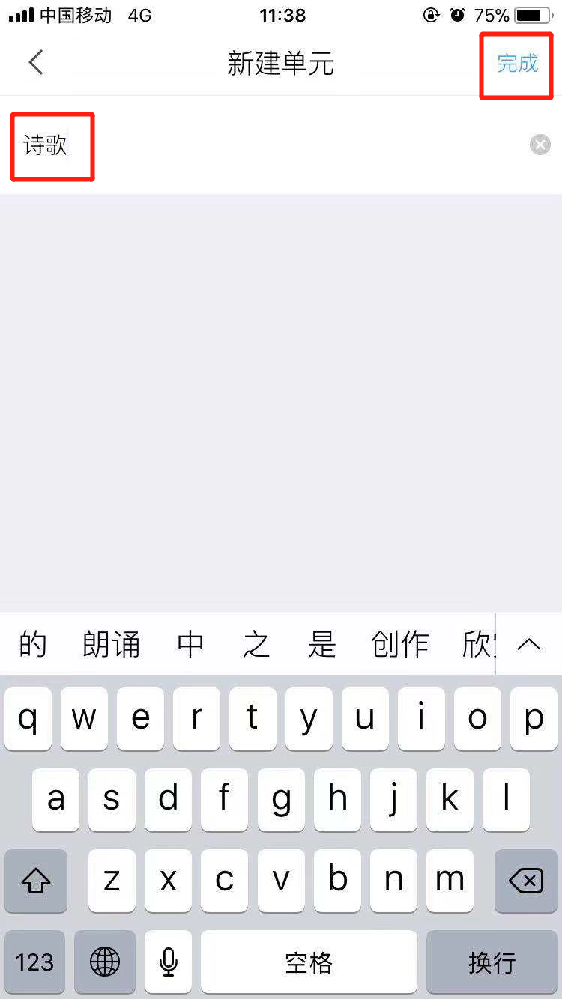 中国移动 4G 11:38 75%
新建单元 完成
诗歌
的 朗诵 中 之 是 创作 欣
q w e r t y u i o p
a s d f g h j k l
z x c v b n m
123 空格 换行